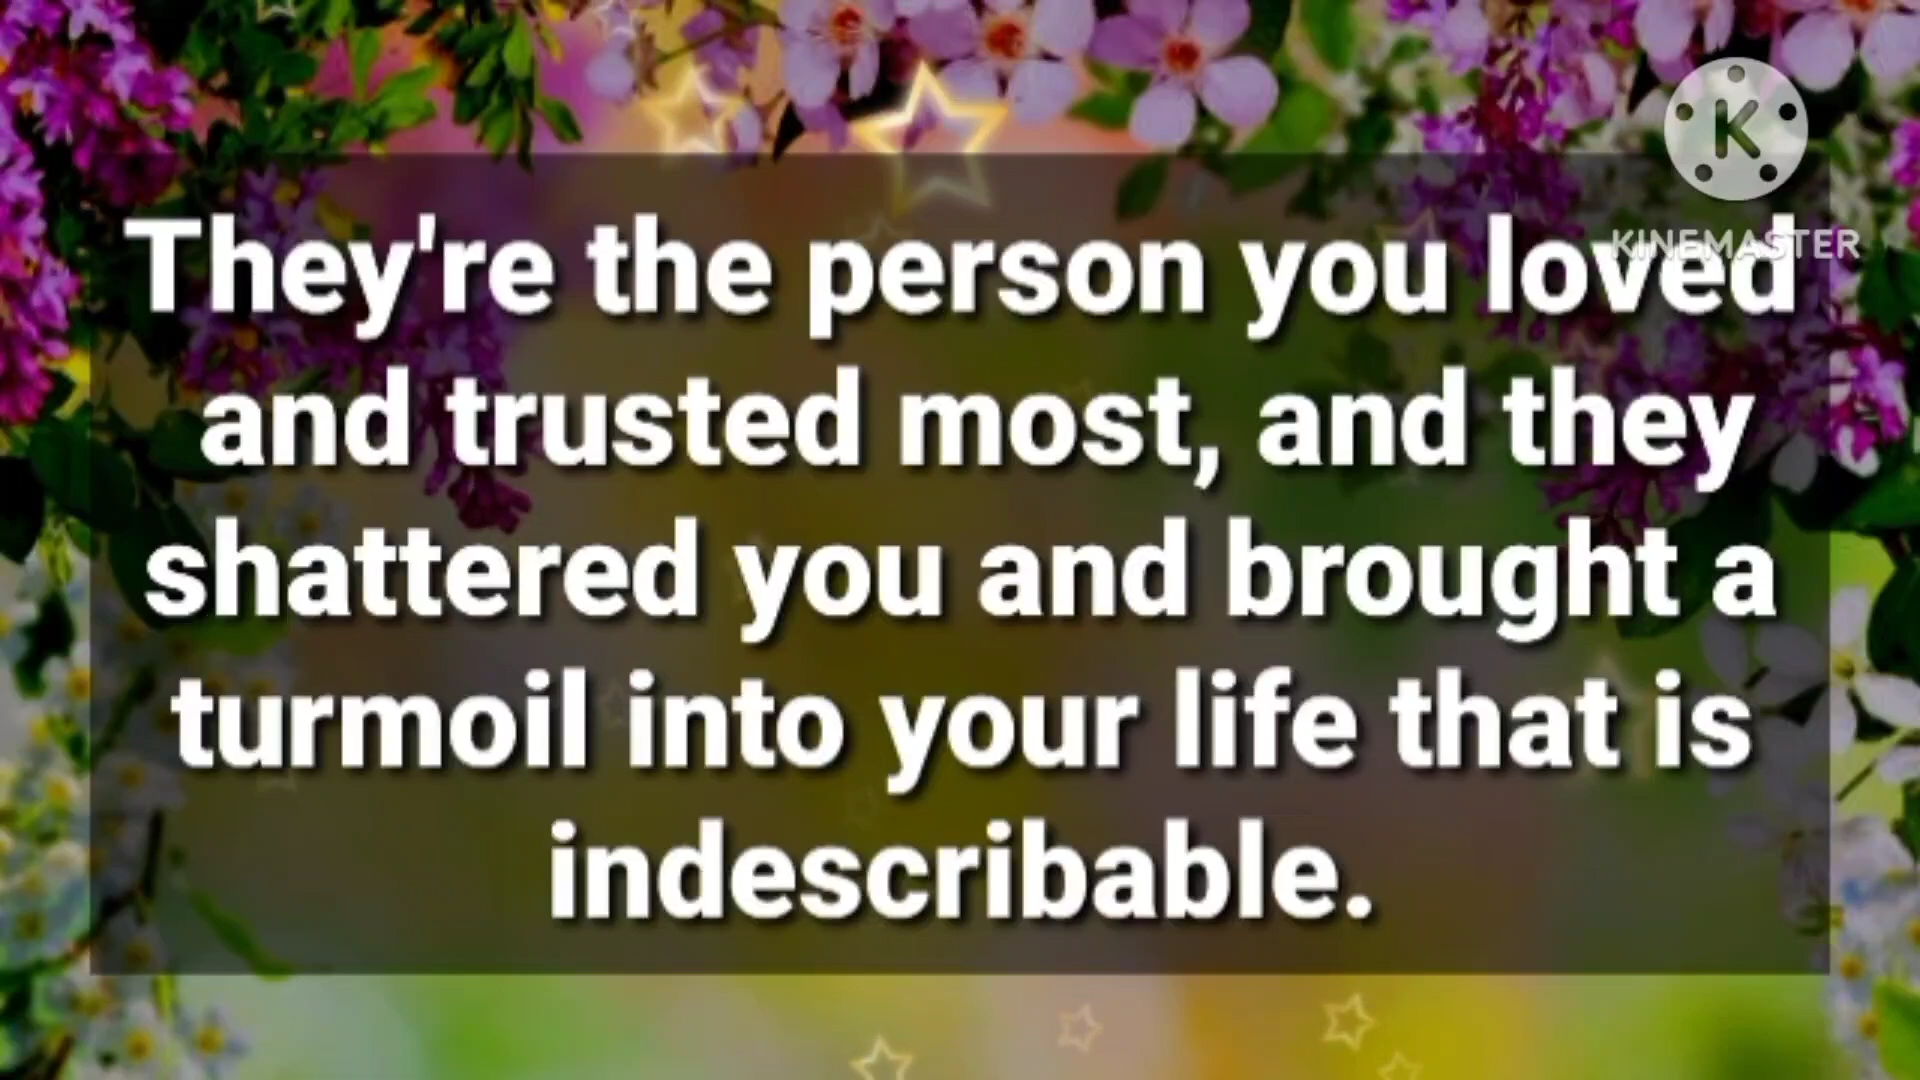 K
KINEMASTER
They're the person you loved
and trusted most, and they
shattered you and brought a
turmoil into your life that is
indescribable.